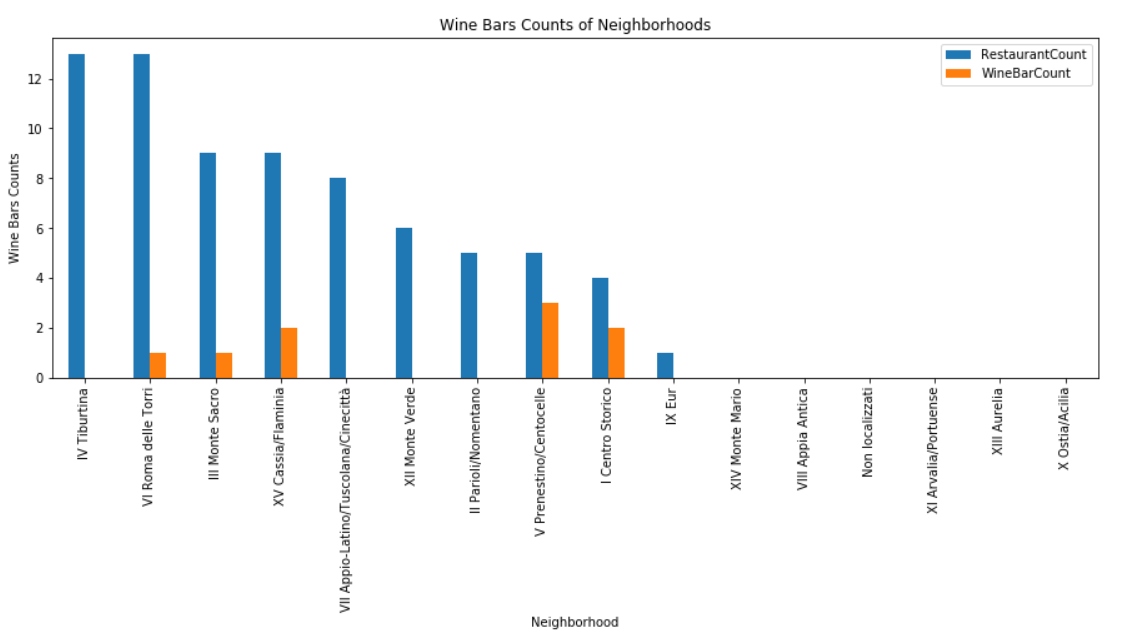 Wine Bars Counts of Neighborhoods
RestaurantCount
WineBarCount
Wine Bars Counts
12
10
8
6
4
2
0
IV Tiburtina
VI Roma delle Torri
III Monte Sacro
XV Cassia/Flaminia
VII Appio-Latino/Tuscolana/Cinecittà
XII Monte Verde
II Parioli/Nomentano
V Prenestino/Centocelle
I Centro Storico
IX Eur
XIV Monte Mario
VIII Appia Antica
Non localizzati
XI Arvalia/Portuense
XIII Aurelia
X Ostia/Acilia
Neighborhood